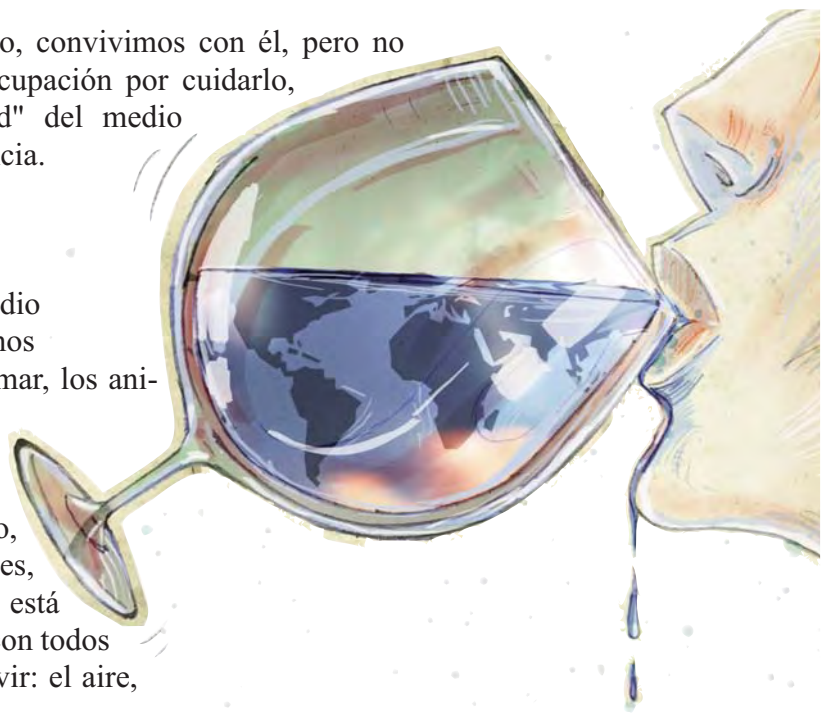 o, convivimos con él, pero no
cupación por cuidarlo,
d" del medio
cia.
dio
nos
mar, los ani-
o,
es,
está
on todos
vir: el aire,